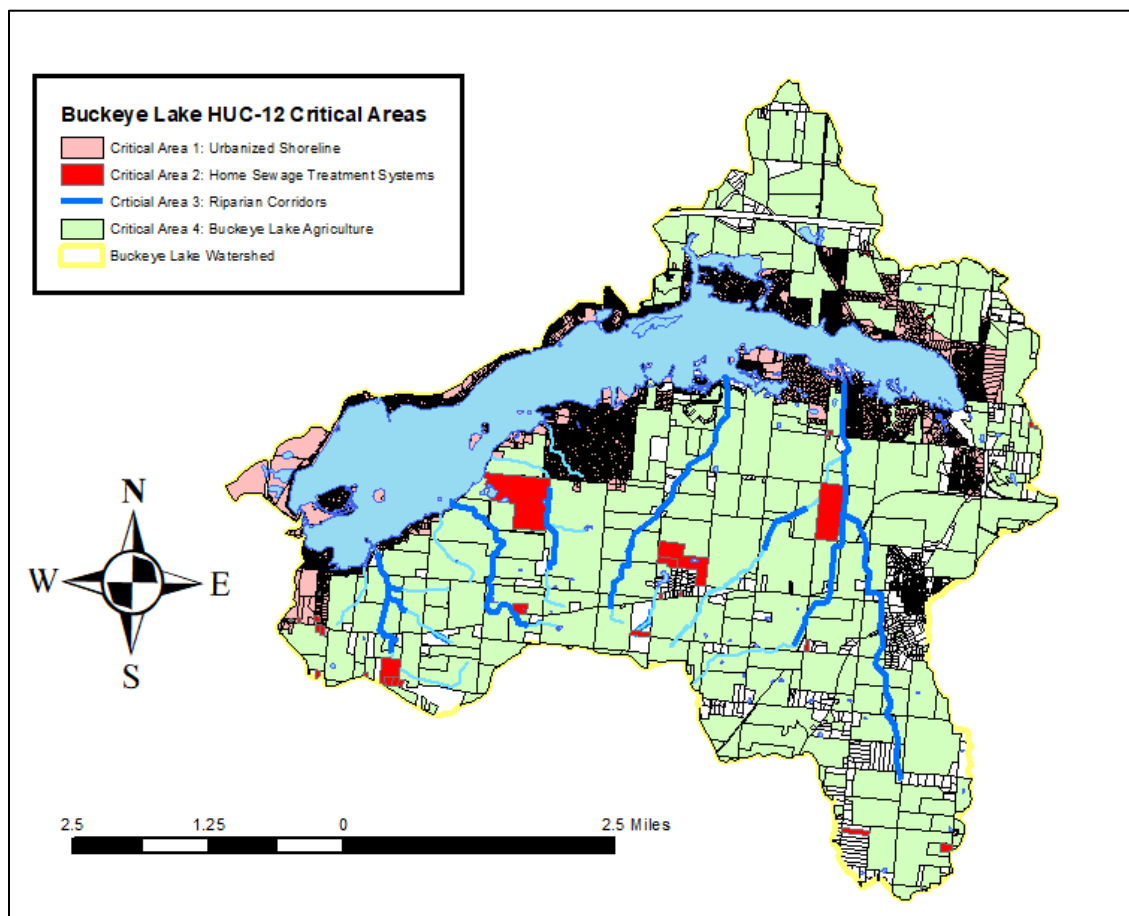 Buckeye Lake HUC-12 Critical Areas
Critical Area 1: Urbanized Shoreline
Critical Area 2: Home Sewage Treatment Systems
Criticial Area 3: Riparian Corridors
Critical Area 4: Buckeye Lake Agriculture
Buckeye Lake Watershed
N
W E
S
2.5 1.25 0 2.5 Miles